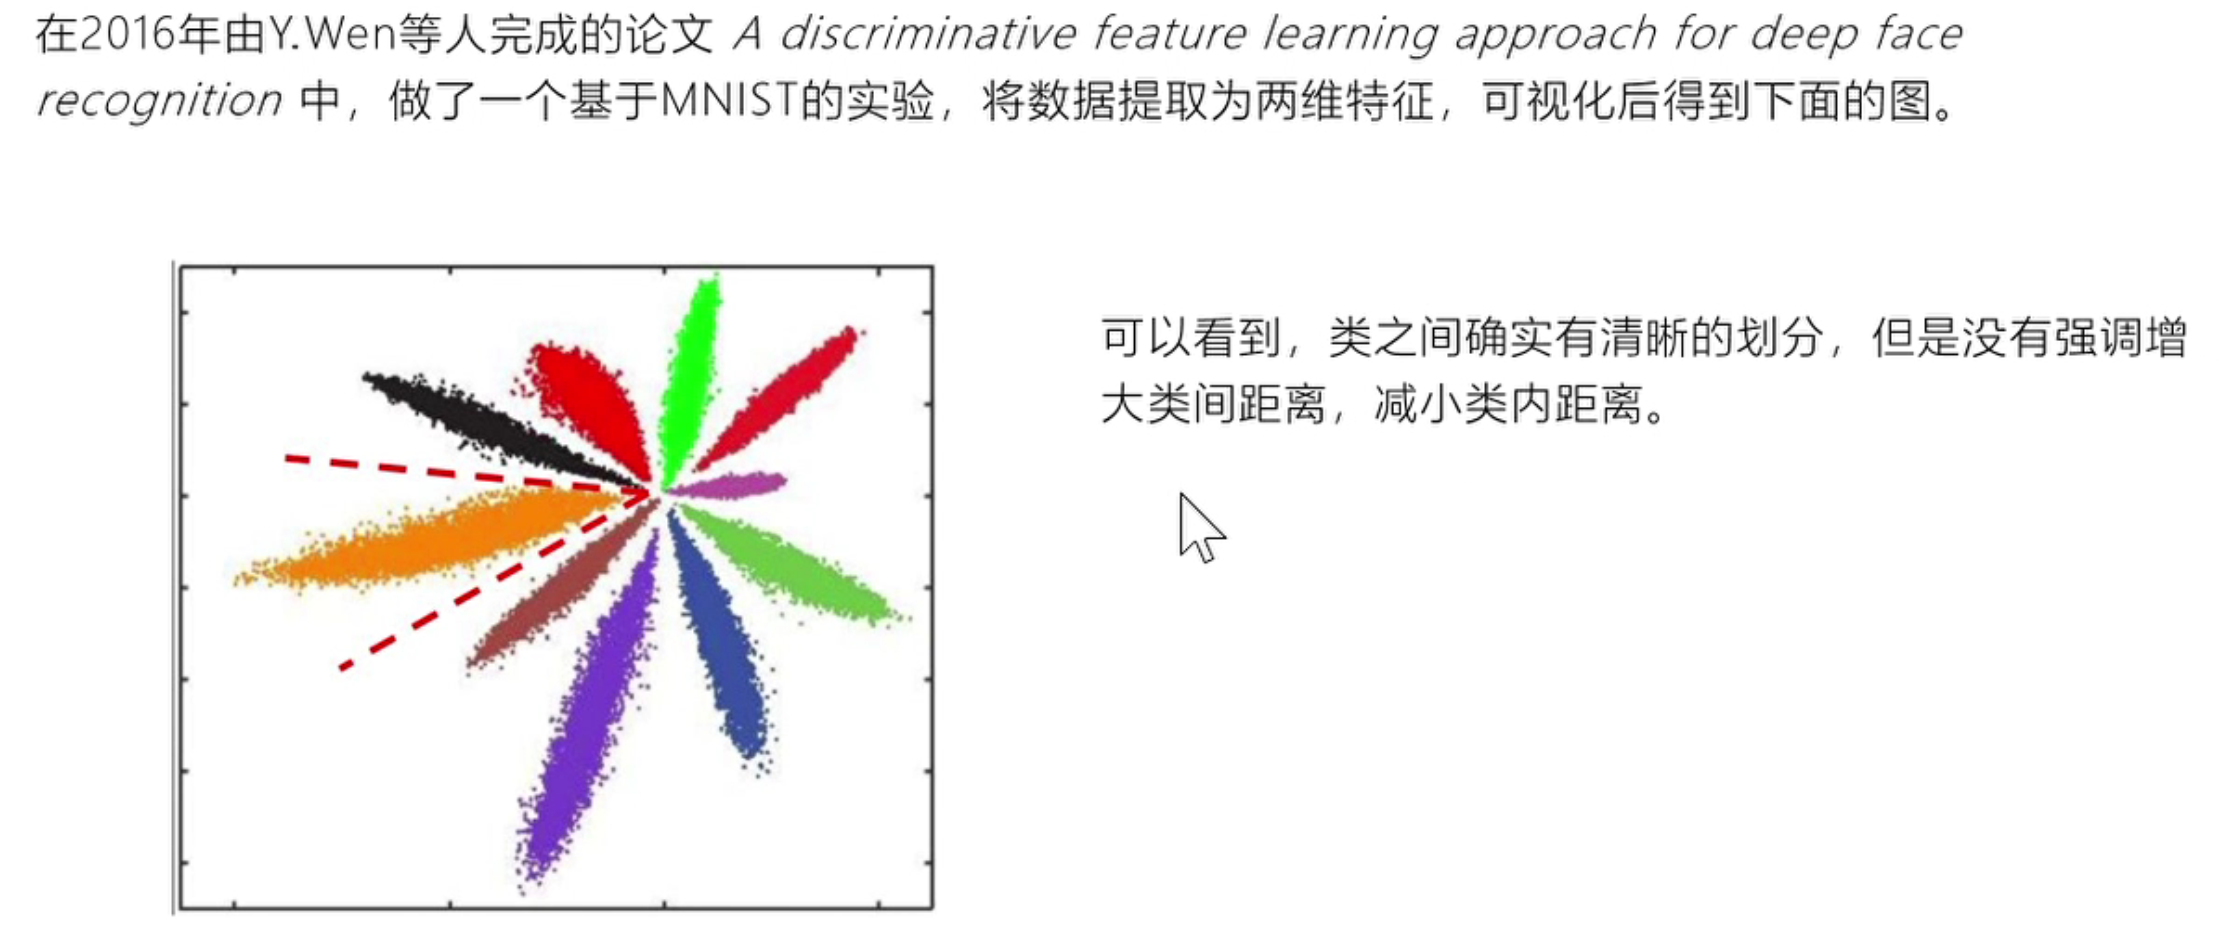 在2016年由Y.Wen等人完成的论文 A discriminative feature learning approach for deep face
recognition 中，做了一个基于MNIST的实验，将数据提取为两维特征，可视化后得到下面的图。
可以看到，类之间确实有清晰的划分，但是没有强调增
大类间距离，减小类内距离。